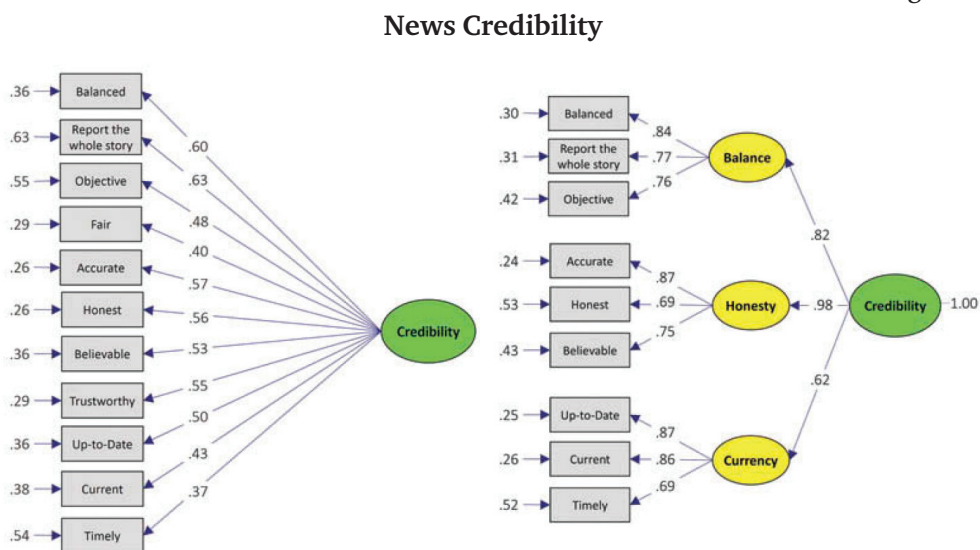 News Credibility
.36
Balanced
.60
.63
Report the
whole story
.63
.55
Objective
.48
.29
Fair
.40
.26
Accurate
.57
.26
Honest
.56
.36
Believable
.53
.29
Trustworthy
.55
.36
Up-to-Date
.50
.38
Current
.43
.54
Timely
.37
Credibility
.30
Balanced
.84
.31
Report the
whole story
.77
.42
Objective
.76
Balance
.82
.24
Accurate
.87
.53
Honest
.69
.43
Believable
.75
Honesty
.98
Credibility
1.00
.62
.25
Up-to-Date
.87
.26
Current
.86
.52
Timely
.69
Currency